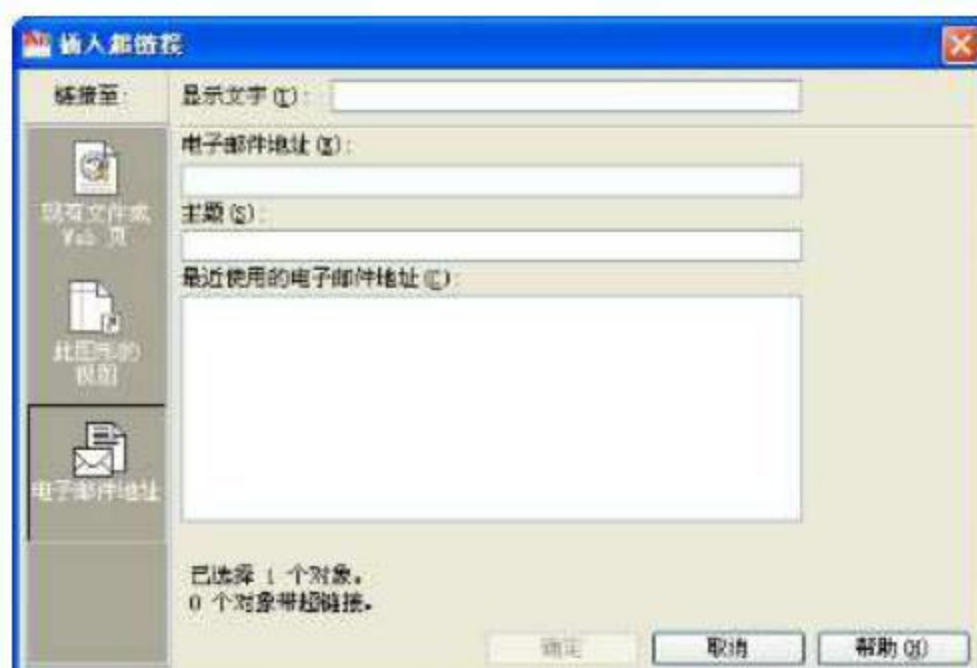 插入超链接
链接至:
显示文字(T):
现有文件或
Web 页
此图形的
视图
电子邮件地址
电子邮件地址(E):
主题(S):
最近使用的电子邮件地址(C):
已选择 1 个对象。
0 个对象带超链接。
确定
取消
帮助(H)